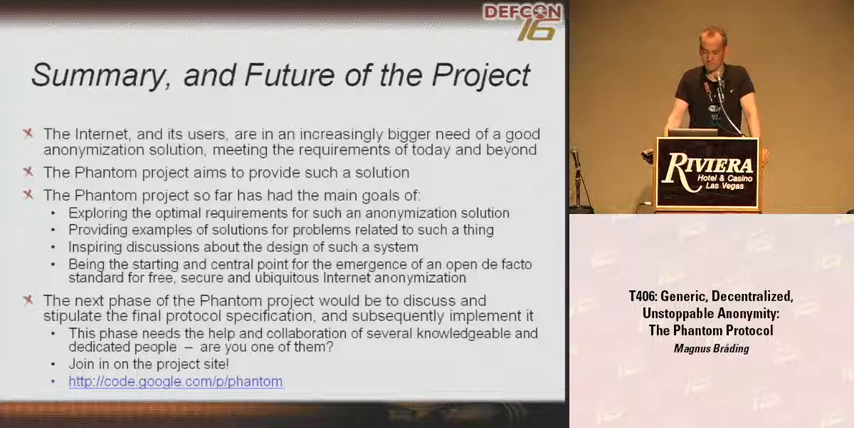 DEFCON
16
Summary, and Future of the Project
The Internet, and its users, are in an increasingly bigger need of a good
anonymization solution, meeting the requirements of today and beyond
The Phantom project aims to provide such a solution
The Phantom project so far has had the main goals of:
• Exploring the optimal requirements for such an anonymization solution
• Providing examples of solutions for problems related to such a thing
• Inspiring discussions about the design of such a system
• Being the starting and central point for the emergence of an open de facto
standard for free, secure and ubiquitous Internet anonymization
The next phase of the Phantom project would be to discuss and
stipulate the final protocol specification, and subsequently implement it
• This phase needs the help and collaboration of several knowledgeable and
dedicated people – are you one of them?
• Join in on the project site!
• http://code.google.com/p/phantom
RIVIERA
Hotel & Casino
Las Vegas
T406: Generic, Decentralized,
Unstoppable Anonymity:
The Phantom Protocol
Magnus Bråding